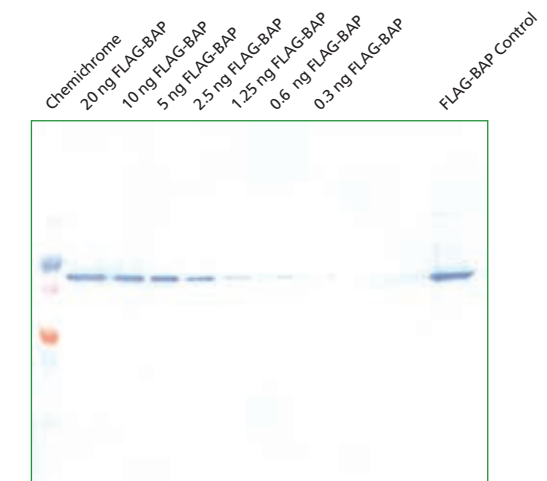 Chemichrome
20 ng FLAG-BAP
10 ng FLAG-BAP
5 ng FLAG-BAP
2.5 ng FLAG-BAP
1.25 ng FLAG-BAP
0.6 ng FLAG-BAP
0.3 ng FLAG-BAP
FLAG-BAP Control